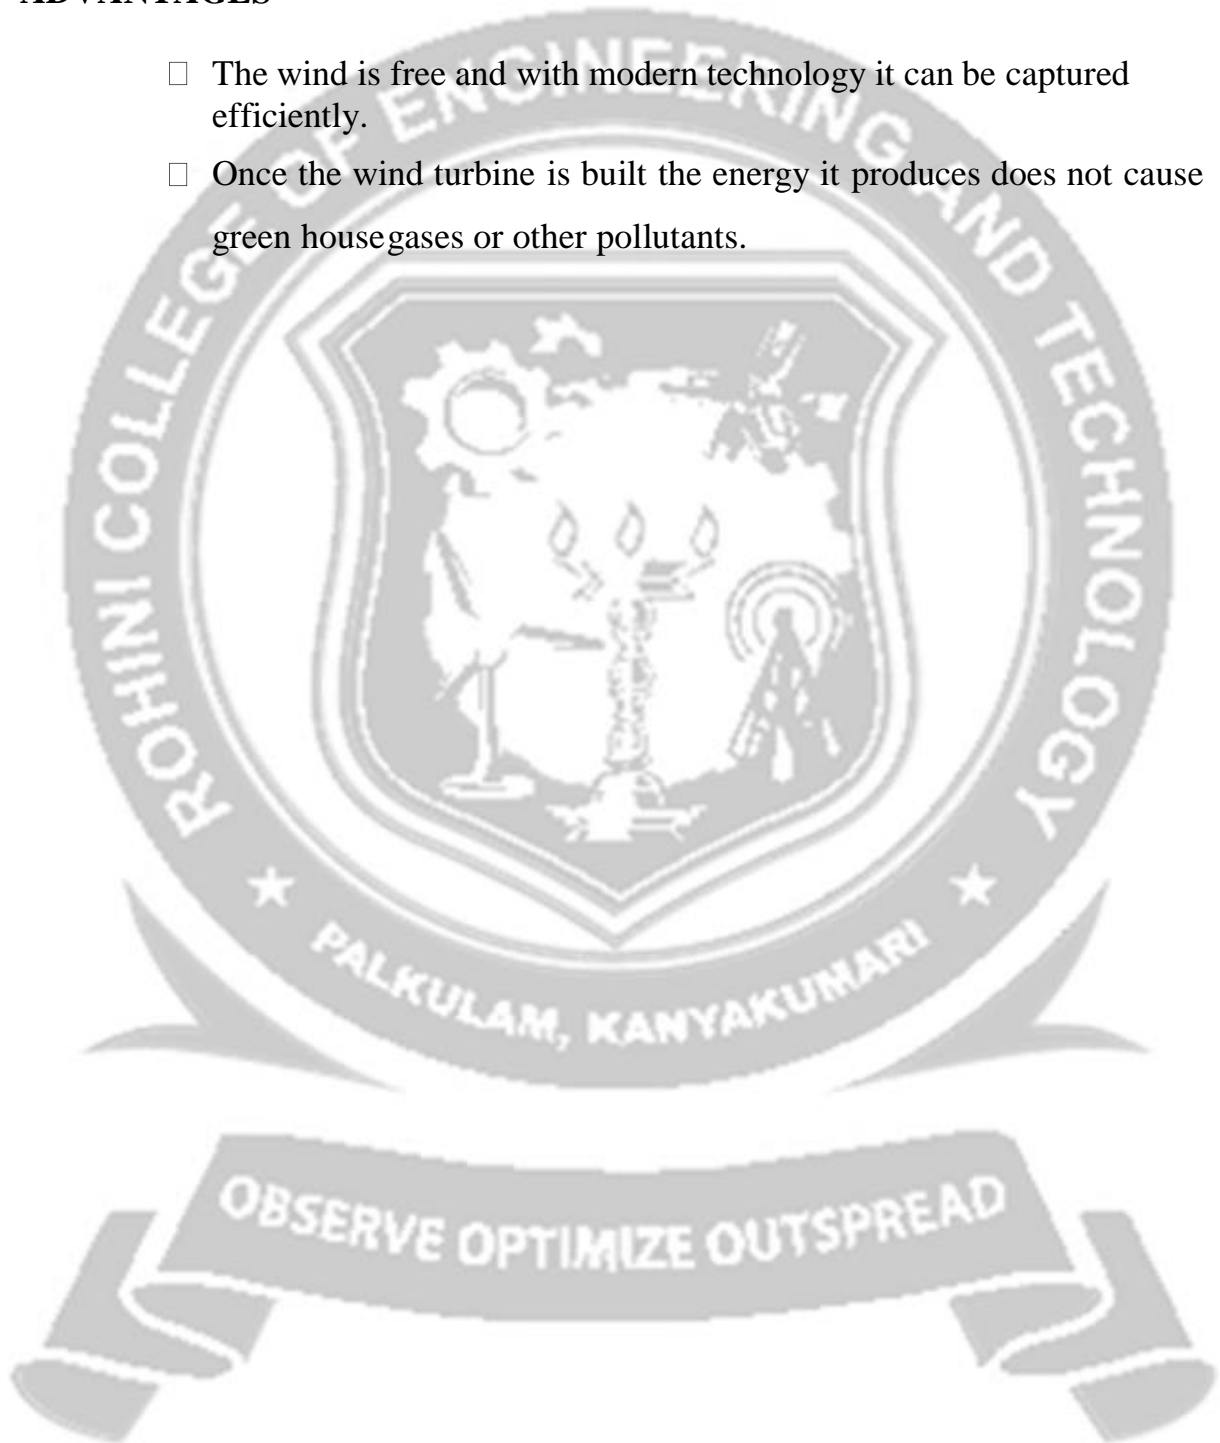 ADVANTAGES
□ The wind is free and with modern technology it can be captured
efficiently.
□ Once the wind turbine is built the energy it produces does not cause
green housegases or other pollutants.
ROHINI COLLEGE OF ENGINEERING AND TECHNOLOGY
★ PALKULAM, KANYAKUMARI ★
OBSERVE OPTIMIZE OUTSPREAD